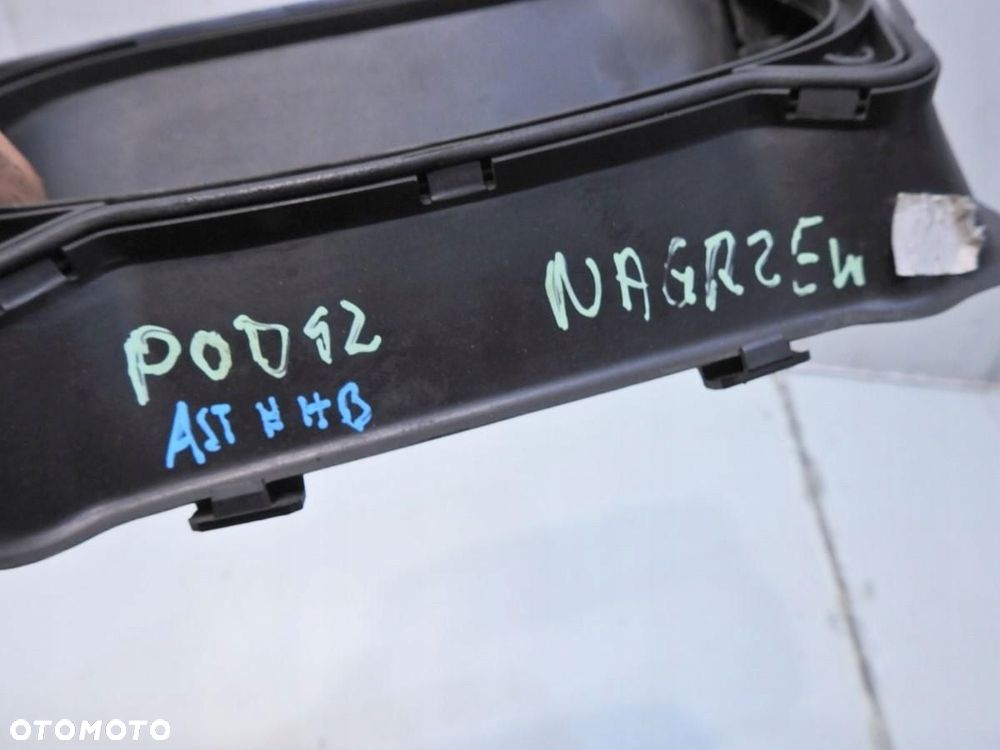 PODSZ NAGRZEW
AST H HB
OTOMOTO